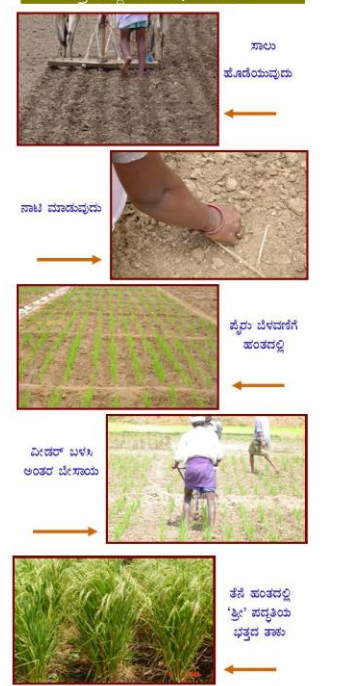 ಸಾಲು
ಹೊಡೆಯುವುದು
ನಾಟಿ ಮಾಡುವುದು
ಪೈರು ಬೆಳವಣಿಗೆ
ಹಂತದಲ್ಲಿ
ವೀಡರ್ ಬಳಸಿ
ಅಂತರ ಬೇಸಾಯ
ತೆನೆ ಹಂತದಲ್ಲಿ
‘ಶ್ರೀ’ ಪದ್ಧತಿಯ
ಭತ್ತದ ತಾಕು